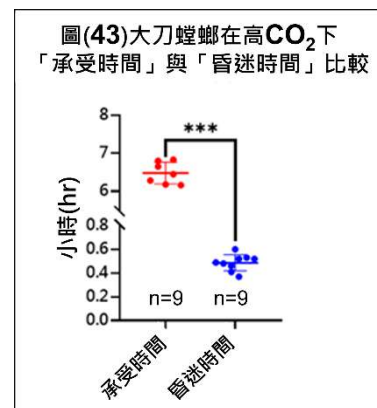 圖(43)大刀螳螂在高CO₂下
「承受時間」與「昏迷時間」比較
***
小時(hr)
8
7
6
0.8
0.6
0.4
0.2
0.0
n=9 n=9
承受時間
昏迷時間